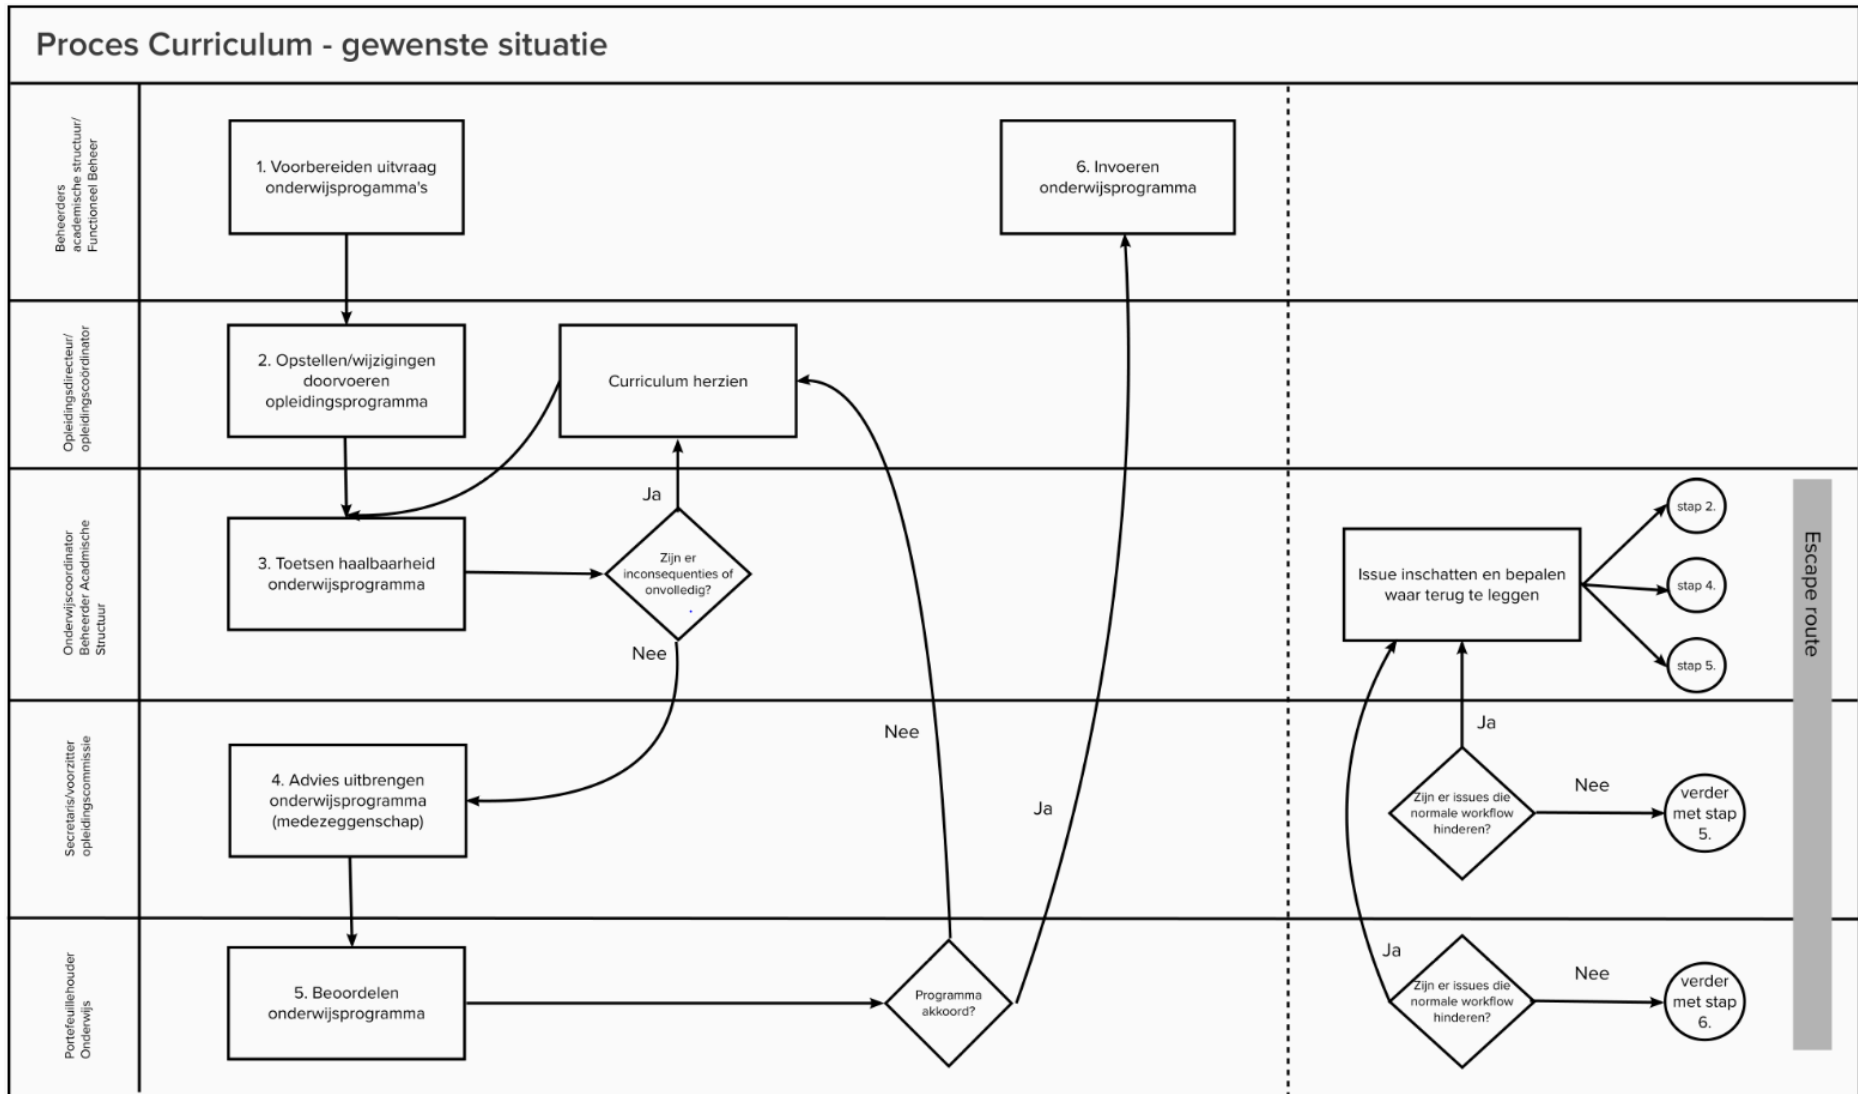 Proces Curriculum - gewenste situatie
Beheerders
academische structuur/
Functioneel Beheer
1. Voorbereiden uitvraag
onderwijsprogamma's
6. Invoeren
onderwijsprogramma
Opleidingsdirecteur/
opleidingscoördinator
2. Opstellen/wijzigingen
doorvoeren
opleidingsprogramma
Curriculum herzien
Onderwijscoordinator
Beheerder Acadmische
Structuur
3. Toetsen haalbaarheid
onderwijsprogramma
Ja
Zijn er
inconsequenties of
onvolledig?
Nee
Issue inschatten en bepalen
waar terug te leggen
stap 2.
stap 4.
stap 5.
Escape route
Secretaris/voorzitter
opleidingscommissie
4. Advies uitbrengen
onderwijsprogramma
(medezeggenschap)
Nee
Ja
Ja
Zijn er issues die
normale workflow
hinderen?
Nee
verder
met stap
5.
Portefeuillehouder
Onderwijs
5. Beoordelen
onderwijsprogramma
Programma
akkoord?
Ja
Zijn er issues die
normale workflow
hinderen?
Nee
verder
met stap
6.